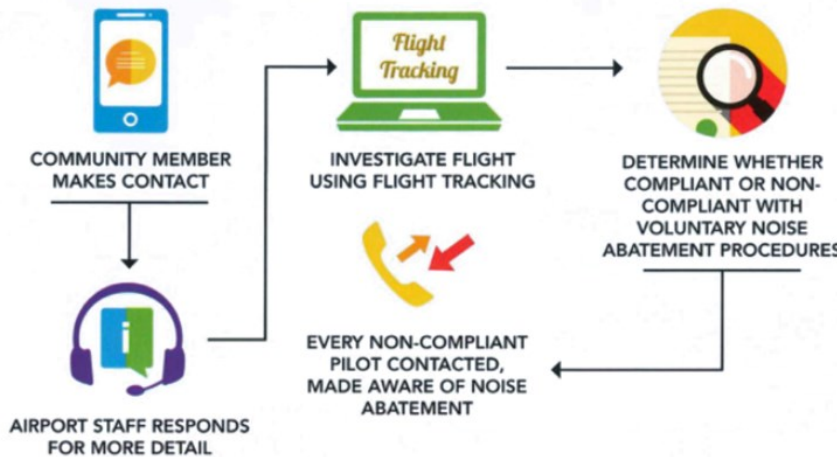 COMMUNITY MEMBER
MAKES CONTACT
i
AIRPORT STAFF RESPONDS
FOR MORE DETAIL
Flight
Tracking
INVESTIGATE FLIGHT
USING FLIGHT TRACKING
DETERMINE WHETHER
COMPLIANT OR NON-
COMPLIANT WITH
VOLUNTARY NOISE
ABATEMENT PROCEDURES
EVERY NON-COMPLIANT
PILOT CONTACTED,
MADE AWARE OF NOISE
ABATEMENT